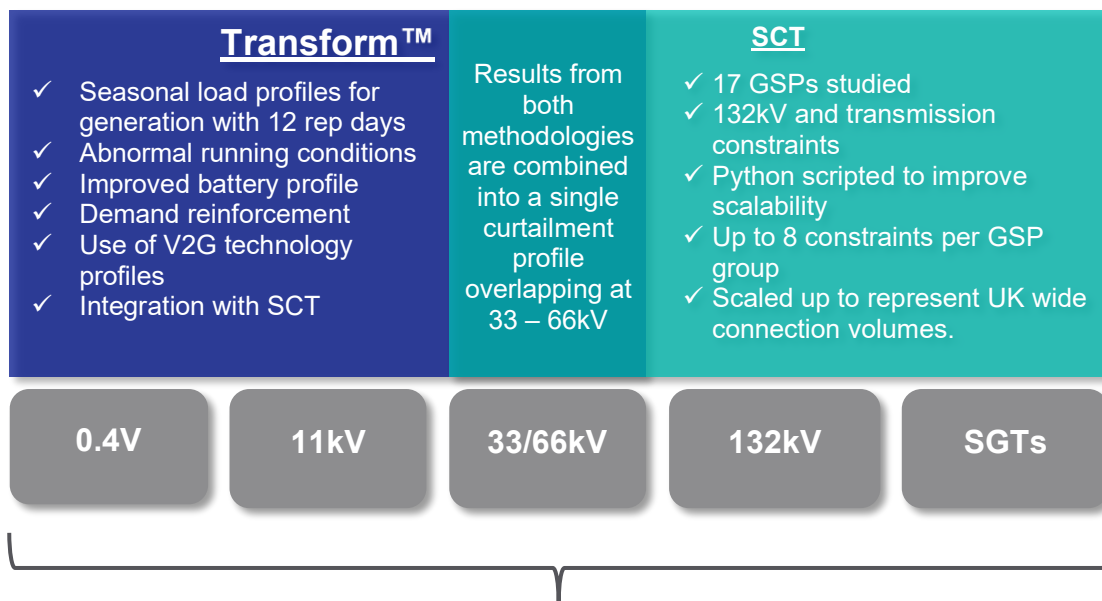 Transform™
✓ Seasonal load profiles for
generation with 12 rep days
✓ Abnormal running conditions
✓ Improved battery profile
✓ Demand reinforcement
✓ Use of V2G technology
profiles
✓ Integration with SCT
Results from
both
methodologies
are combined
into a single
curtailment
profile
overlapping at
33 – 66kV
SCT
✓ 17 GSPs studied
✓ 132kV and transmission
constraints
✓ Python scripted to improve
scalability
✓ Up to 8 constraints per GSP
group
✓ Scaled up to represent UK wide
connection volumes.
0.4V
11kV
33/66kV
132kV
SGTs